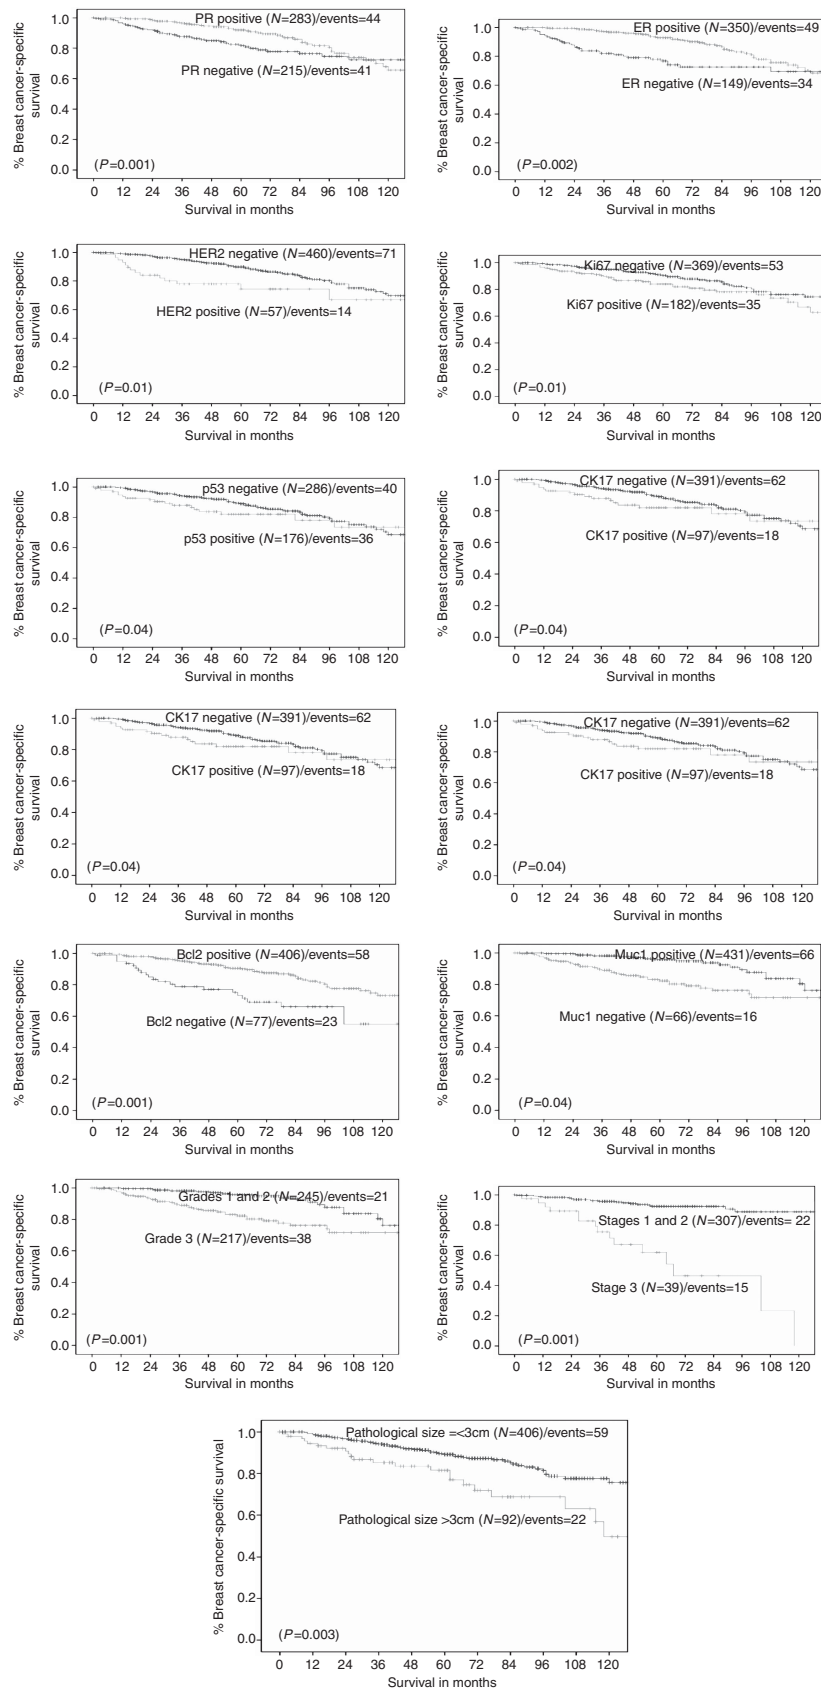 % Breast cancer-specific
survival
1.0
0.8
0.6
0.4
0.2
0.0
PR positive (N=283)/events=44
PR negative (N=215)/events=41
(P=0.001)
0 12 24 36 48 60 72 84 96 108 120
Survival in months
% Breast cancer-specific
survival
1.0
0.8
0.6
0.4
0.2
0.0
ER positive (N=350)/events=49
ER negative (N=149)/events=34
(P=0.002)
0 12 24 36 48 60 72 84 96 108 120
Survival in months
% Breast cancer-specific
survival
1.0
0.8
0.6
0.4
0.2
0.0
HER2 negative (N=460)/events=71
HER2 positive (N=57)/events=14
(P=0.01)
0 12 24 36 48 60 72 84 96 108 120
Survival in months
% Breast cancer-specific
survival
1.0
0.8
0.6
0.4
0.2
0.0
Ki67 negative (N=369)/events=53
Ki67 positive (N=182)/events=35
(P=0.01)
0 12 24 36 48 60 72 84 96 108 120
Survival in months
% Breast cancer-specific
survival
1.0
0.8
0.6
0.4
0.2
0.0
p53 negative (N=286)/events=40
p53 positive (N=176)/events=36
(P=0.04)
0 12 24 36 48 60 72 84 96 108 120
Survival in months
% Breast cancer-specific
survival
1.0
0.8
0.6
0.4
0.2
0.0
CK17 negative (N=391)/events=62
CK17 positive (N=97)/events=18
(P=0.04)
0 12 24 36 48 60 72 84 96 108 120
Survival in months
% Breast cancer-specific
survival
1.0
0.8
0.6
0.4
0.2
0.0
CK17 negative (N=391)/events=62
CK17 positive (N=97)/events=18
(P=0.04)
0 12 24 36 48 60 72 84 96 108 120
Survival in months
% Breast cancer-specific
survival
1.0
0.8
0.6
0.4
0.2
0.0
CK17 negative (N=391)/events=62
CK17 positive (N=97)/events=18
(P=0.04)
0 12 24 36 48 60 72 84 96 108 120
Survival in months
% Breast cancer-specific
survival
1.0
0.8
0.6
0.4
0.2
0.0
Bcl2 positive (N=406)/events=58
Bcl2 negative (N=77)/events=23
(P=0.001)
0 12 24 36 48 60 72 84 96 108 120
Survival in months
% Breast cancer-specific
survival
1.0
0.8
0.6
0.4
0.2
0.0
Muc1 positive (N=431)/events=66
Muc1 negative (N=66)/events=16
(P=0.04)
0 12 24 36 48 60 72 84 96 108 120
Survival in months
% Breast cancer-specific
survival
1.0
0.8
0.6
0.4
0.2
0.0
Grades 1 and 2 (N=245)/events=21
Grade 3 (N=217)/events=38
(P=0.001)
0 12 24 36 48 60 72 84 96 108 120
Survival in months
% Breast cancer-specific
survival
1.0
0.8
0.6
0.4
0.2
0.0
Stages 1 and 2 (N=307)/events= 22
Stage 3 (N=39)/events=15
(P=0.001)
0 12 24 36 48 60 72 84 96 108 120
Survival in months
% Breast cancer-specific survival
1.0
0.8
0.6
0.4
0.2
0.0
Pathological size =<3cm (N=406)/events=59
Pathological size >3cm (N=92)/events=22
(P=0.003)
0 12 24 36 48 60 72 84 96 108 120
Survival in months